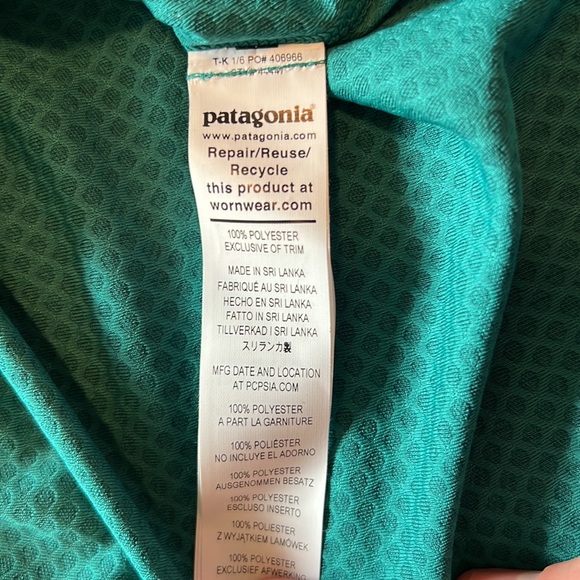 T-K 1/6 PO# 406966
patagonia®
www.patagonia.com
Repair/Reuse/
Recycle
this product at
wornwear.com
100% POLYESTER
EXCLUSIVE OF TRIM
MADE IN SRI LANKA
FABRIQUÉ AU SRI LANKA
HECHO EN SRI LANKA
FATTO IN SRI LANKA
TILLVERKAD I SRI LANKA
スリランカ製
MFG DATE AND LOCATION
AT PCPSIA.COM
100% POLYESTER
A PART LA GARNITURE
100% POLIÉSTER
NO INCLUYE EL ADORNO
100% POLYESTER
AUSGENOMMEN BESATZ
100% POLYESTER
ESCLUSO INSERTO
100% POLIESTER
Z WYJĄTKIEM LAMÓWEK
100% POLYESTER
EXCLUSIEF AFWERKING